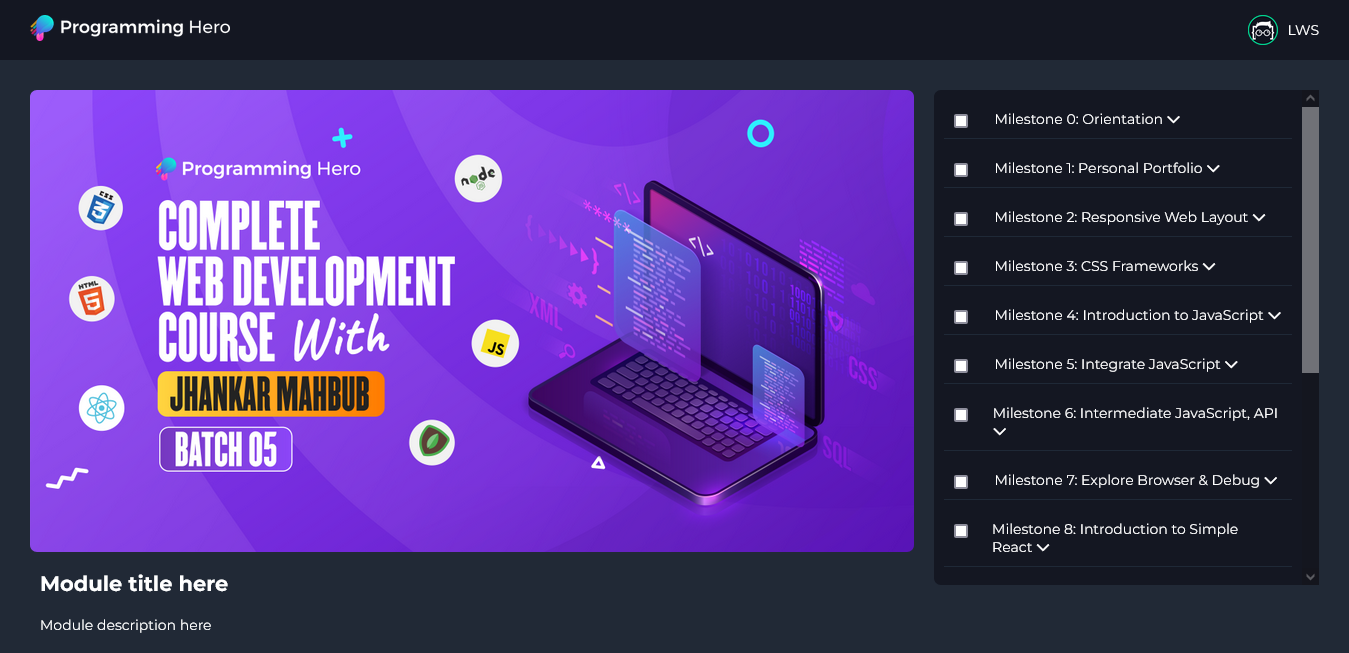 Programming Hero
LWS
Programming Hero
COMPLETE
WEB DEVELOPMENT
COURSE With
JHANKAR MAHBUB
BATCH 05
CSS
3
HTML
5
node
JS
JS
</>
</>
XML
CSS
SQL
Module title here
Module description here
Milestone 0: Orientation
Milestone 1: Personal Portfolio
Milestone 2: Responsive Web Layout
Milestone 3: CSS Frameworks
Milestone 4: Introduction to JavaScript
Milestone 5: Integrate JavaScript
Milestone 6: Intermediate JavaScript, API
Milestone 7: Explore Browser & Debug
Milestone 8: Introduction to Simple
React